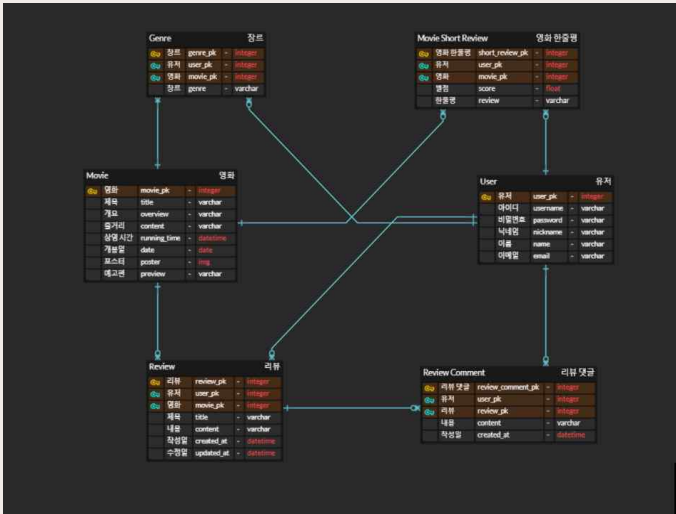 Genre 장르
장르 genre_pk - integer
유저 user_pk - integer
영화 movie_pk - integer
장르 genre - varchar
Movie Short Review 영화 한줄평
영화 한줄평 short_review_pk - integer
유저 user_pk - integer
영화 movie_pk - integer
별점 score - float
한줄평 review - varchar
Movie 영화
영화 movie_pk - integer
제목 title - varchar
개요 overview - varchar
줄거리 content - varchar
상영 시간 running_time - datetime
개봉일 date - date
포스터 poster - img
예고편 preview - varchar
User 유저
유저 user_pk - integer
아이디 username - varchar
비밀번호 password - varchar
닉네임 nickname - varchar
이름 name - varchar
이메일 email - varchar
Review 리뷰
리뷰 review_pk - integer
유저 user_pk - integer
영화 movie_pk - integer
제목 title - varchar
내용 content - varchar
작성일 created_at - datetime
수정일 updated_at - datetime
Review Comment 리뷰 댓글
리뷰 댓글 review_comment_pk - integer
유저 user_pk - integer
리뷰 review_pk - integer
내용 content - varchar
작성일 created_at - datetime